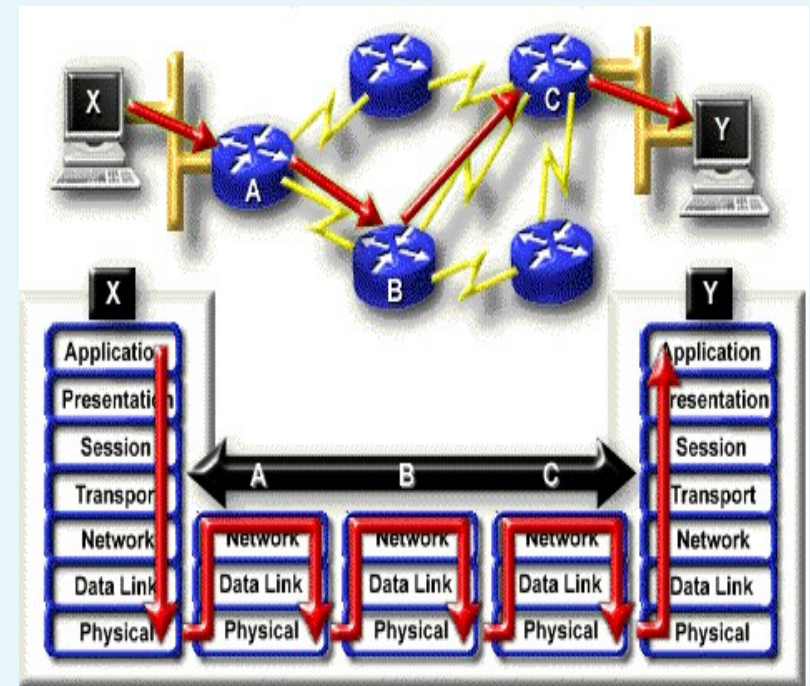 X
A
C
Y
B
X
Y
Application
Presentation
Session
Transport
Network
Data Link
Physical
A B C
Network Network Network
Data Link Data Link Data Link
Physical Physical Physical
Application
Presentation
Session
Transport
Network
Data Link
Physical